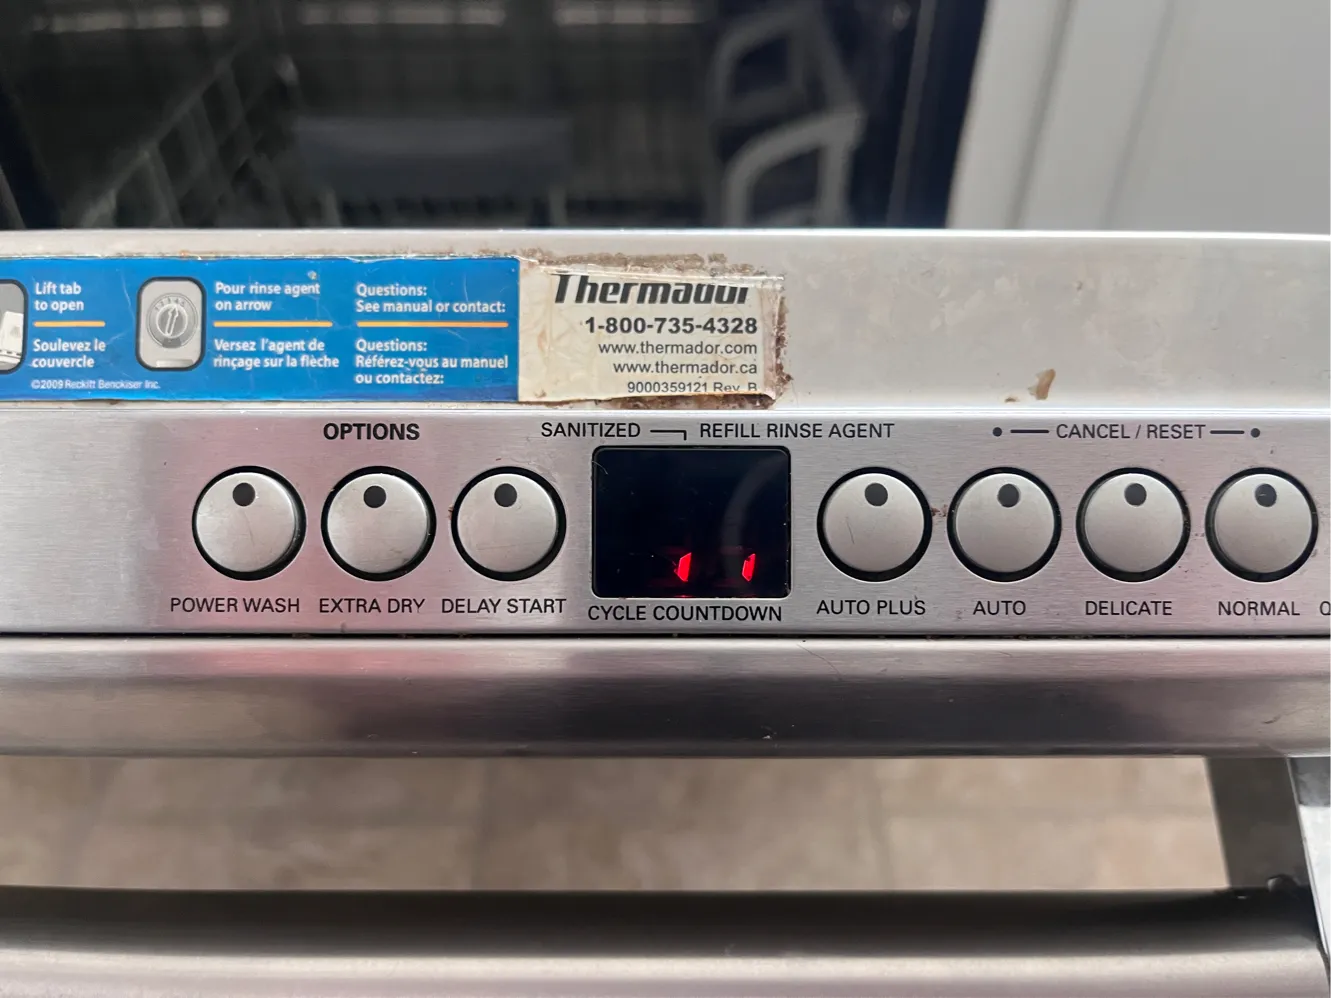 Lift tab
to open
Soulevez le
couvercle
©2009 Reckitt Benckiser Inc.
Pour rinse agent
on arrow
Versez l'agent de
rinçage sur la flèche
Questions:
See manual or contact:
Questions:
Référez-vous au manuel
ou contactez:
Thermador
1-800-735-4328
www.thermador.com
www.thermador.ca
9000359121 Rev. B
OPTIONS
SANITIZED
REFILL RINSE AGENT
CANCEL / RESET
POWER WASH
EXTRA DRY
DELAY START
CYCLE COUNTDOWN
AUTO PLUS
AUTO
DELICATE
NORMAL